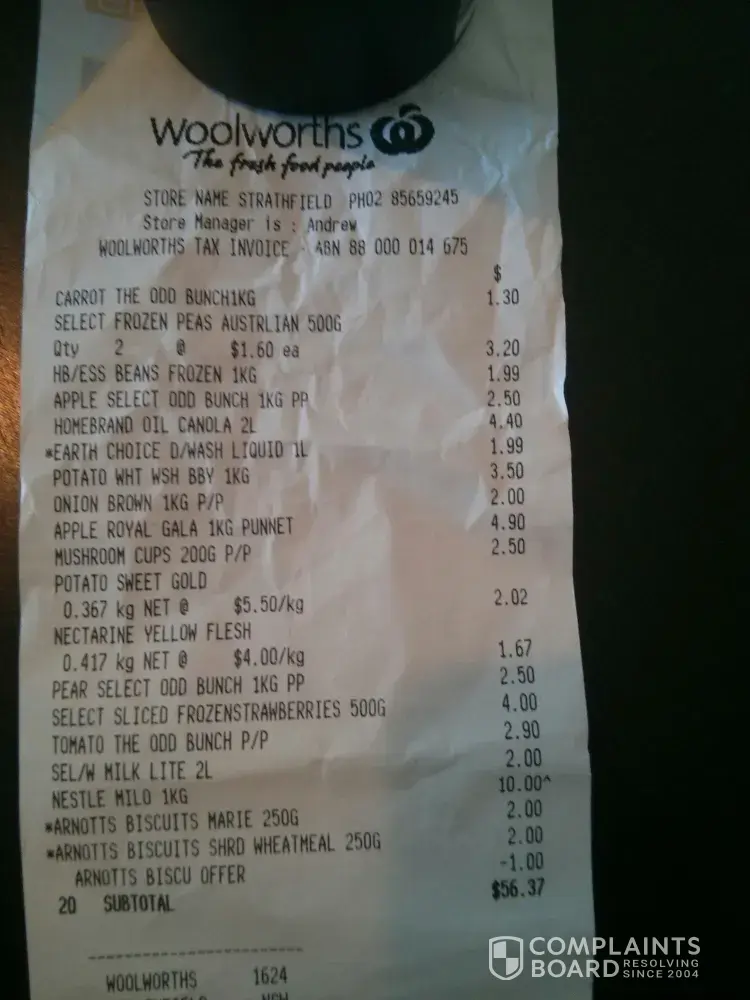 Woolworths
The fresh food people
STORE NAME STRATHFIELD PH02 85659245
Store Manager is : Andrew
WOOLWORTHS TAX INVOICE - ABN 88 000 014 675
$
CARROT THE ODD BUNCH1KG 1.30
SELECT FROZEN PEAS AUSTRLIAN 500G
Qty 2 @ $1.60 ea 3.20
HB/ESS BEANS FROZEN 1KG 1.99
APPLE SELECT ODD BUNCH 1KG PP 2.50
HOMEBRAND OIL CANOLA 2L 4.40
*EARTH CHOICE D/WASH LIQUID 1L 1.99
POTATO WHT WSH BBY 1KG 3.50
ONION BROWN 1KG P/P 2.00
APPLE ROYAL GALA 1KG PUNNET 4.90
MUSHROOM CUPS 200G P/P 2.50
POTATO SWEET GOLD
0.367 kg NET @ $5.50/kg 2.02
NECTARINE YELLOW FLESH
0.417 kg NET @ $4.00/kg 1.67
PEAR SELECT ODD BUNCH 1KG PP 2.50
SELECT SLICED FROZENSTRAWBERRIES 500G 4.00
TOMATO THE ODD BUNCH P/P 2.90
SEL/W MILK LITE 2L 2.00
NESTLE MILO 1KG 10.00^
*ARNOTTS BISCUITS MARIE 250G 2.00
*ARNOTTS BISCUITS SHRD WHEATMEAL 250G 2.00
ARNOTTS BISCU OFFER -1.00
20 SUBTOTAL $56.37
WOOLWORTHS 1624
NSW
COMPLAINTS
BOARD RESOLVING
SINCE 2004